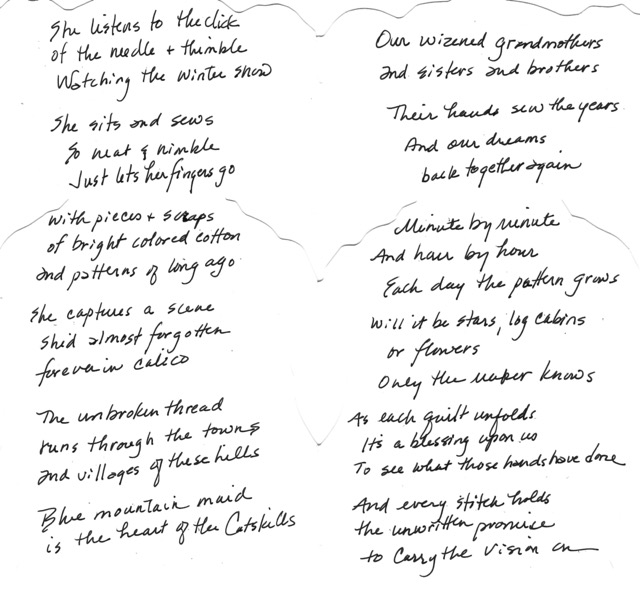 She listens to the click
of the needle + thimble
Watching the winter snow
She sits and sews
So neat & nimble
Just lets her fingers go
with pieces + scraps
of bright colored cotton
and patterns of long ago
She captures a scene
she'd almost forgotten
forever in calico
The unbroken thread
runs through the towns
and villages of these hills
Blue mountain maid
is the heart of the Catskills
Our wizened grandmothers
and sisters and brothers
Their hands sew the years
And our dreams
back together again
Minute by minute
And hour by hour
Each day the pattern grows
Will it be stars, log cabins
or flowers
Only the maker knows
As each quilt unfolds
It's a blessing upon us
To see what those hands have done
And every stitch holds
the unwritten promise
to carry the vision on